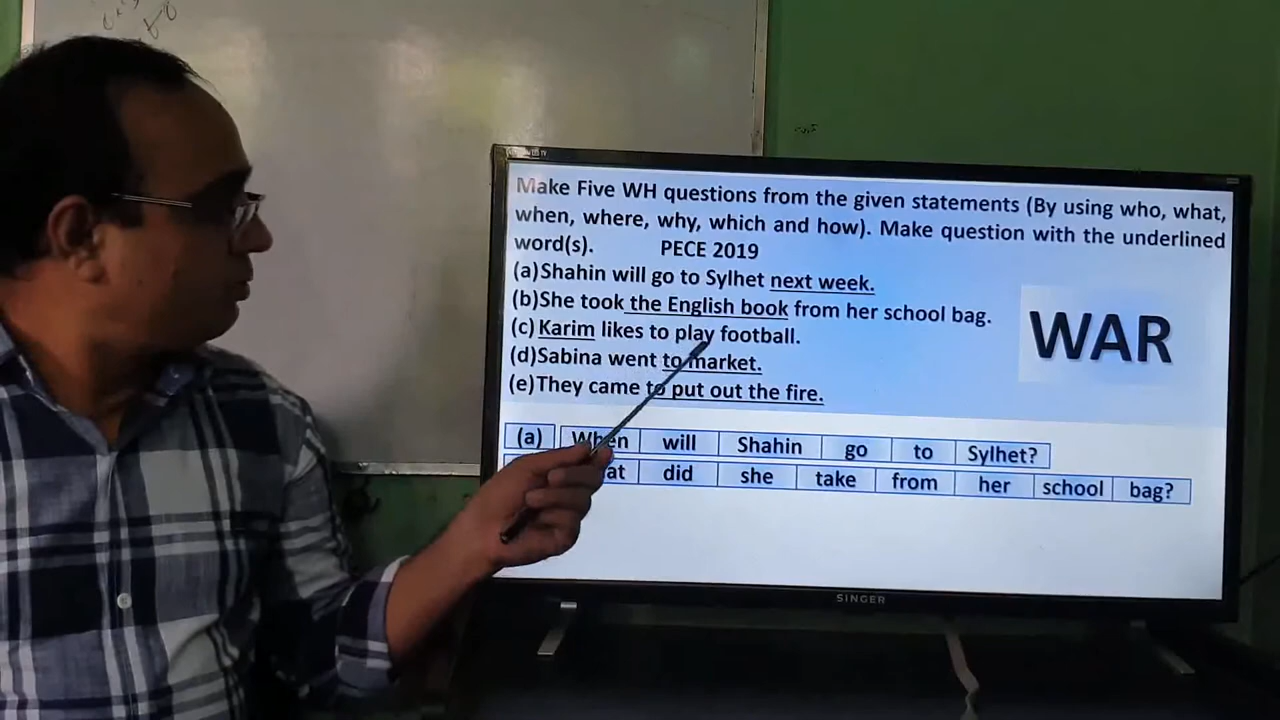 Make Five WH questions from the given statements (By using who, what,
when, where, why, which and how). Make question with the underlined
word(s). PECE 2019
(a)Shahin will go to Sylhet next week.
(b)She took the English book from her school bag.
(c) Karim likes to play football.
(d)Sabina went to market.
(e)They came to put out the fire.
WAR
(a) When will Shahin go to Sylhet?
did she take from her school bag?
SINGER